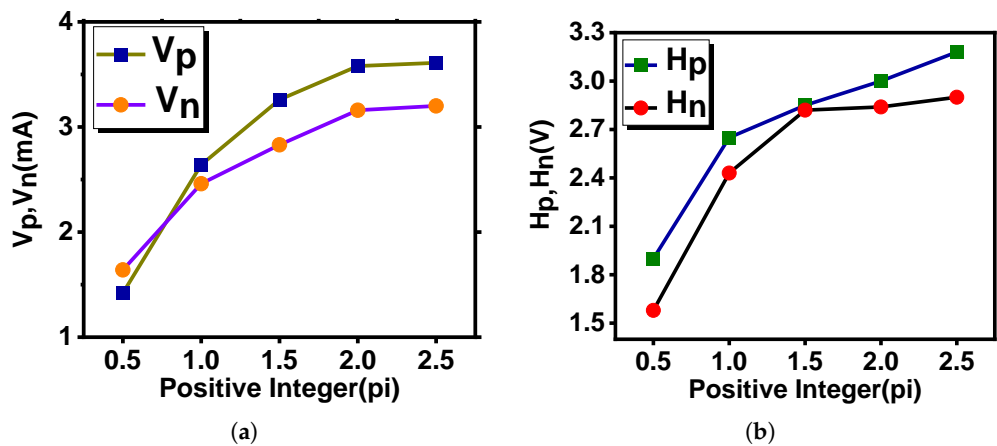 4
3
2
1
Vp,Vn(mA)
Vp
Vn
0.5 1.0 1.5 2.0 2.5
Positive Integer(pi)
(a)
3.3
3.0
2.7
2.4
2.1
1.8
1.5
Hp,Hn(V)
Hp
Hn
0.5 1.0 1.5 2.0 2.5
Positive Integer(pi)
(b)